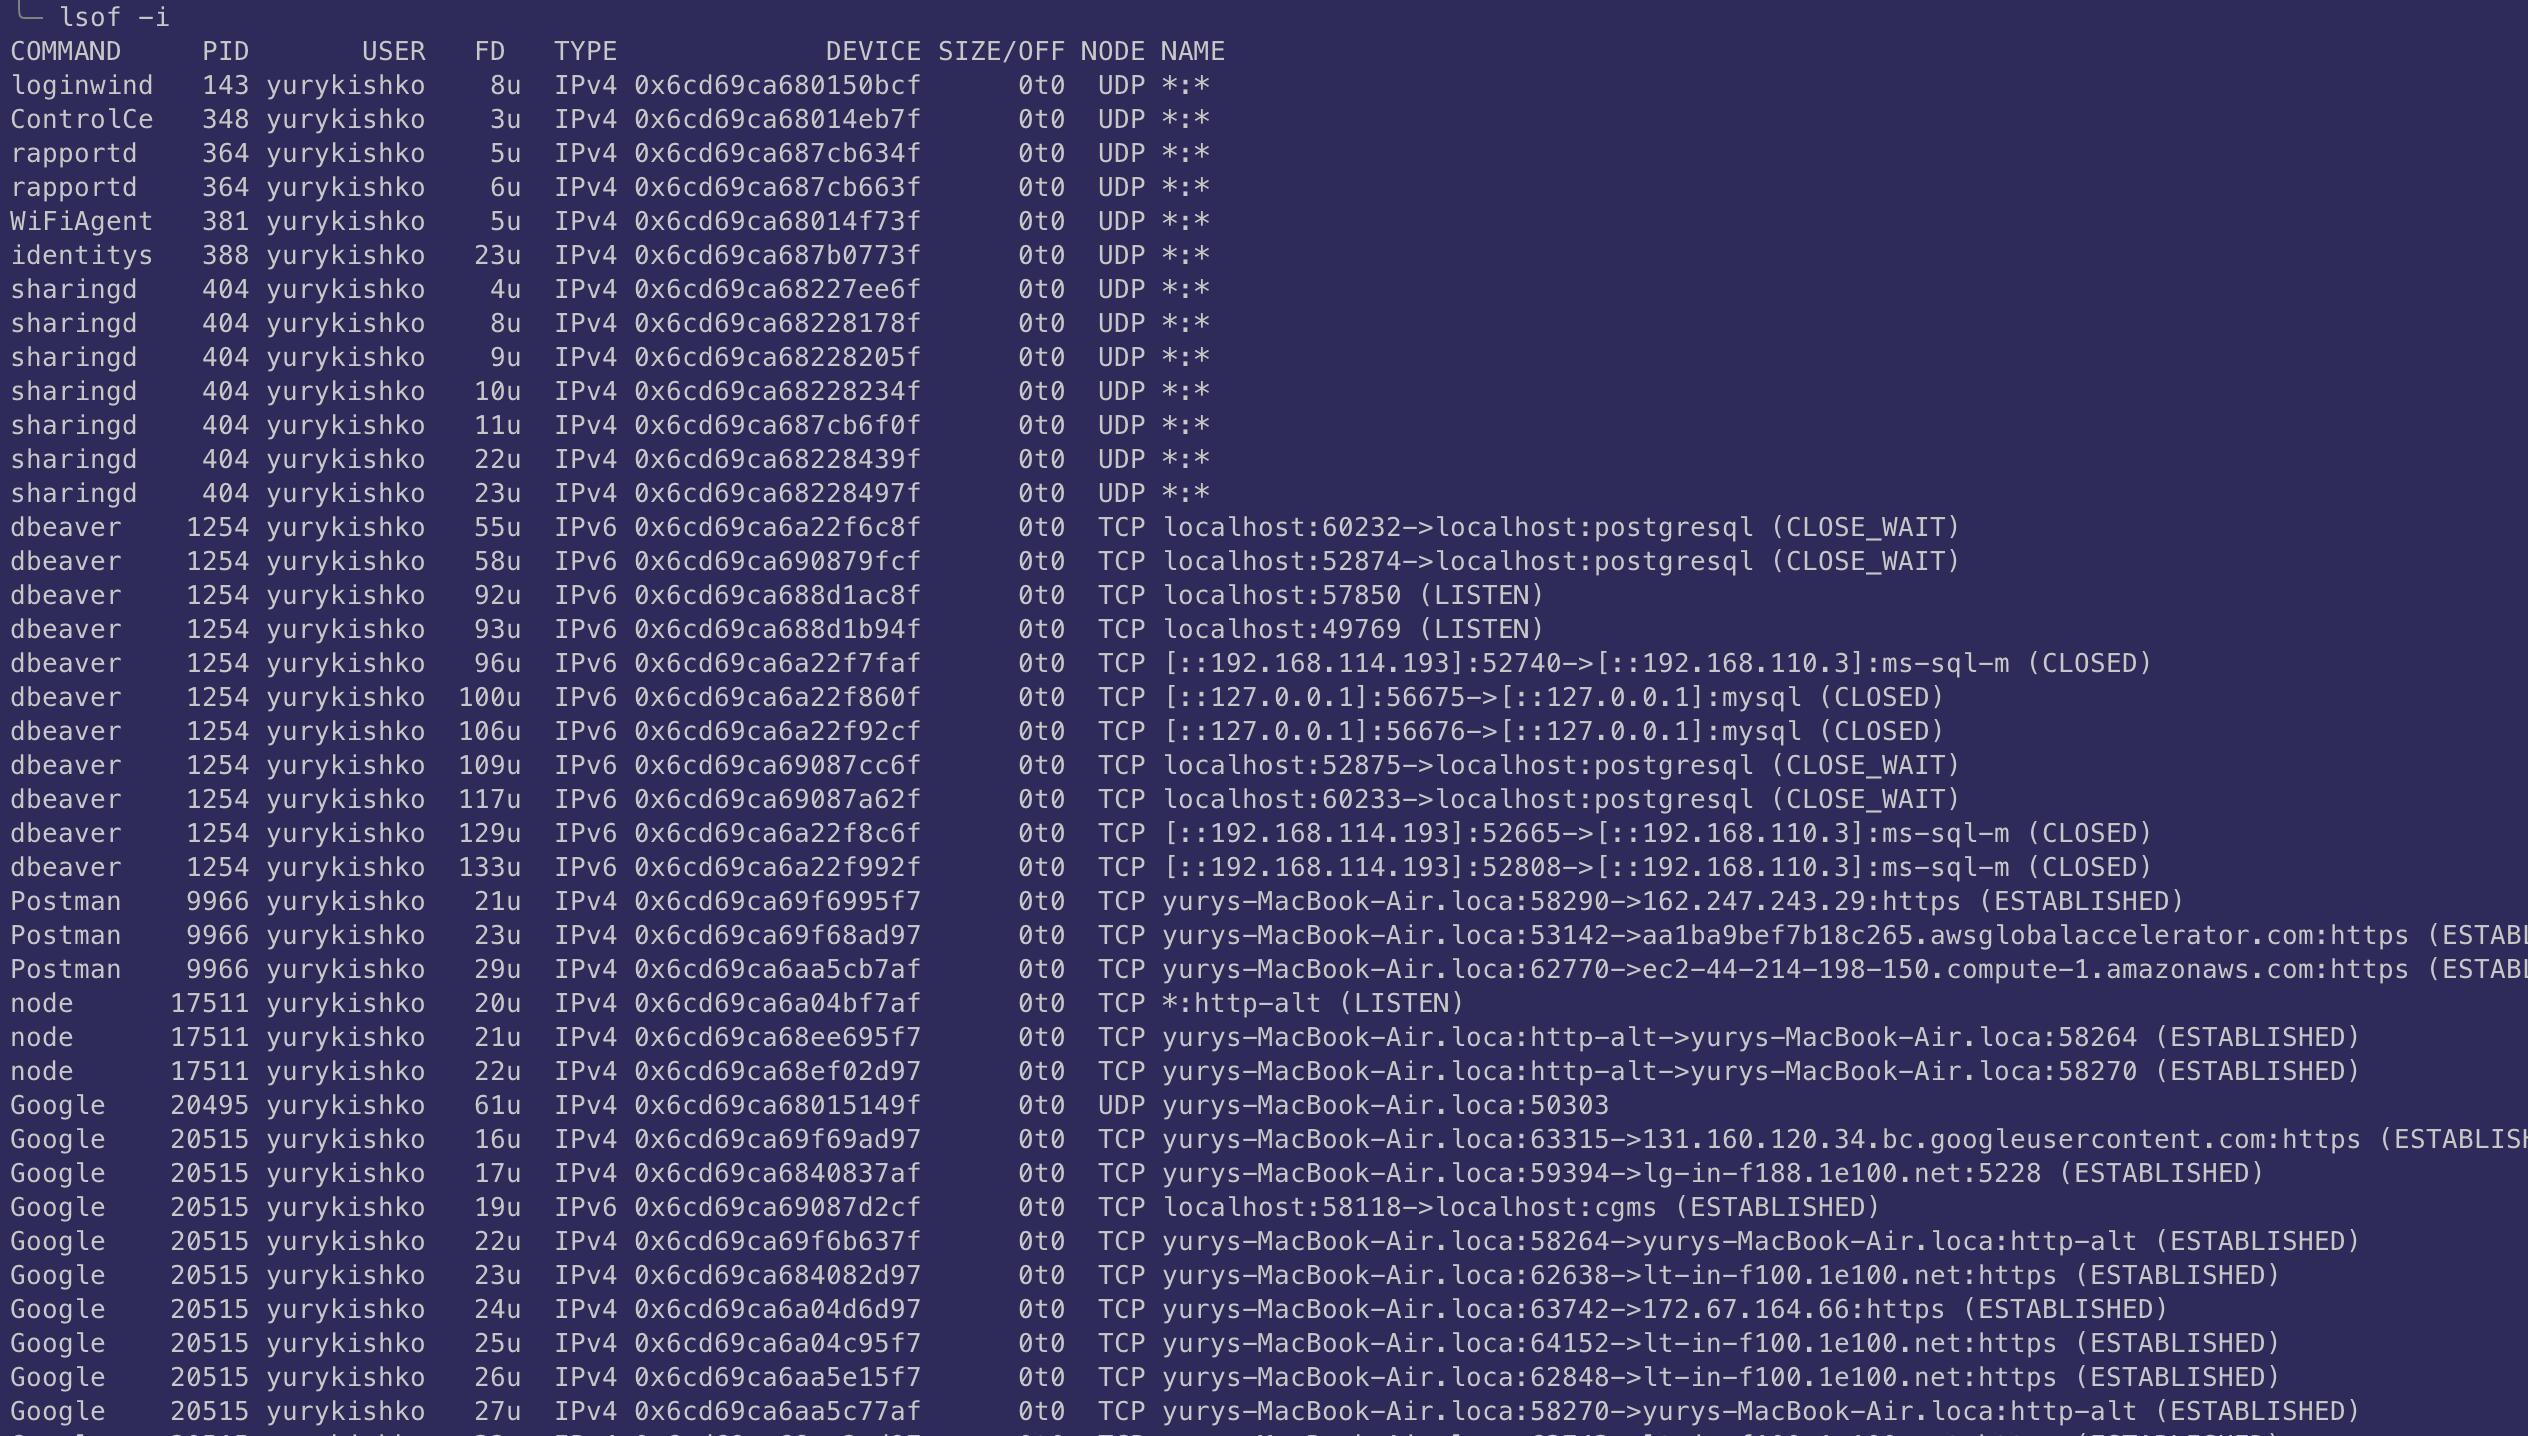 lsof -i
COMMAND     PID       USER   FD   TYPE             DEVICE SIZE/OFF NODE NAME
loginwind   143 yurykishko    8u  IPv4 0x6cd69ca680150bcf      0t0  UDP *:*
ControlCe   348 yurykishko    3u  IPv4 0x6cd69ca68014eb7f      0t0  UDP *:*
rapportd    364 yurykishko    5u  IPv4 0x6cd69ca687cb634f      0t0  UDP *:*
rapportd    364 yurykishko    6u  IPv4 0x6cd69ca687cb663f      0t0  UDP *:*
WiFiAgent   381 yurykishko    5u  IPv4 0x6cd69ca68014f73f      0t0  UDP *:*
identitys   388 yurykishko   23u  IPv4 0x6cd69ca687b0773f      0t0  UDP *:*
sharingd    404 yurykishko    4u  IPv4 0x6cd69ca68227ee6f      0t0  UDP *:*
sharingd    404 yurykishko    8u  IPv4 0x6cd69ca68228178f      0t0  UDP *:*
sharingd    404 yurykishko    9u  IPv4 0x6cd69ca68228205f      0t0  UDP *:*
sharingd    404 yurykishko   10u  IPv4 0x6cd69ca68228234f      0t0  UDP *:*
sharingd    404 yurykishko   11u  IPv4 0x6cd69ca687cb6f0f      0t0  UDP *:*
sharingd    404 yurykishko   22u  IPv4 0x6cd69ca68228439f      0t0  UDP *:*
sharingd    404 yurykishko   23u  IPv4 0x6cd69ca68228497f      0t0  UDP *:*
dbeaver    1254 yurykishko   55u  IPv6 0x6cd69ca6a22f6c8f      0t0  TCP localhost:60232->localhost:postgresql (CLOSE_WAIT)
dbeaver    1254 yurykishko   58u  IPv6 0x6cd69ca690879fcf      0t0  TCP localhost:52874->localhost:postgresql (CLOSE_WAIT)
dbeaver    1254 yurykishko   92u  IPv6 0x6cd69ca688d1ac8f      0t0  TCP localhost:57850 (LISTEN)
dbeaver    1254 yurykishko   93u  IPv6 0x6cd69ca688d1b94f      0t0  TCP localhost:49769 (LISTEN)
dbeaver    1254 yurykishko   96u  IPv6 0x6cd69ca6a22f7faf      0t0  TCP [::192.168.114.193]:52740->[::192.168.110.3]:ms-sql-m (CLOSED)
dbeaver    1254 yurykishko  100u  IPv6 0x6cd69ca6a22f860f      0t0  TCP [::127.0.0.1]:56675->[::127.0.0.1]:mysql (CLOSED)
dbeaver    1254 yurykishko  106u  IPv6 0x6cd69ca6a22f92cf      0t0  TCP [::127.0.0.1]:56676->[::127.0.0.1]:mysql (CLOSED)
dbeaver    1254 yurykishko  109u  IPv6 0x6cd69ca69087cc6f      0t0  TCP localhost:52875->localhost:postgresql (CLOSE_WAIT)
dbeaver    1254 yurykishko  117u  IPv6 0x6cd69ca69087a62f      0t0  TCP localhost:60233->localhost:postgresql (CLOSE_WAIT)
dbeaver    1254 yurykishko  129u  IPv6 0x6cd69ca6a22f8c6f      0t0  TCP [::192.168.114.193]:52665->[::192.168.110.3]:ms-sql-m (CLOSED)
dbeaver    1254 yurykishko  133u  IPv6 0x6cd69ca6a22f992f      0t0  TCP [::192.168.114.193]:52808->[::192.168.110.3]:ms-sql-m (CLOSED)
Postman    9966 yurykishko   21u  IPv4 0x6cd69ca69f6995f7      0t0  TCP yurys-MacBook-Air.loca:58290->162.247.243.29:https (ESTABLISHED)
Postman    9966 yurykishko   23u  IPv4 0x6cd69ca69f68ad97      0t0  TCP yurys-MacBook-Air.loca:53142->aa1ba9bef7b18c265.awsglobalaccelerator.com:https (ESTABL
Postman    9966 yurykishko   29u  IPv4 0x6cd69ca6aa5cb7af      0t0  TCP yurys-MacBook-Air.loca:62770->ec2-44-214-198-150.compute-1.amazonaws.com:https (ESTABL
node      17511 yurykishko   20u  IPv4 0x6cd69ca6a04bf7af      0t0  TCP *:http-alt (LISTEN)
node      17511 yurykishko   21u  IPv4 0x6cd69ca68ee695f7      0t0  TCP yurys-MacBook-Air.loca:http-alt->yurys-MacBook-Air.loca:58264 (ESTABLISHED)
node      17511 yurykishko   22u  IPv4 0x6cd69ca68ef02d97      0t0  TCP yurys-MacBook-Air.loca:http-alt->yurys-MacBook-Air.loca:58270 (ESTABLISHED)
Google    20495 yurykishko   61u  IPv4 0x6cd69ca68015149f      0t0  UDP yurys-MacBook-Air.loca:50303
Google    20515 yurykishko   16u  IPv4 0x6cd69ca69f69ad97      0t0  TCP yurys-MacBook-Air.loca:63315->131.160.120.34.bc.googleusercontent.com:https (ESTABLISH
Google    20515 yurykishko   17u  IPv4 0x6cd69ca6840837af      0t0  TCP yurys-MacBook-Air.loca:59394->lg-in-f188.1e100.net:5228 (ESTABLISHED)
Google    20515 yurykishko   19u  IPv6 0x6cd69ca69087d2cf      0t0  TCP localhost:58118->localhost:cgms (ESTABLISHED)
Google    20515 yurykishko   22u  IPv4 0x6cd69ca69f6b637f      0t0  TCP yurys-MacBook-Air.loca:58264->yurys-MacBook-Air.loca:http-alt (ESTABLISHED)
Google    20515 yurykishko   23u  IPv4 0x6cd69ca684082d97      0t0  TCP yurys-MacBook-Air.loca:62638->lt-in-f100.1e100.net:https (ESTABLISHED)
Google    20515 yurykishko   24u  IPv4 0x6cd69ca6a04d6d97      0t0  TCP yurys-MacBook-Air.loca:63742->172.67.164.66:https (ESTABLISHED)
Google    20515 yurykishko   25u  IPv4 0x6cd69ca6a04c95f7      0t0  TCP yurys-MacBook-Air.loca:64152->lt-in-f100.1e100.net:https (ESTABLISHED)
Google    20515 yurykishko   26u  IPv4 0x6cd69ca6aa5e15f7      0t0  TCP yurys-MacBook-Air.loca:62848->lt-in-f100.1e100.net:https (ESTABLISHED)
Google    20515 yurykishko   27u  IPv4 0x6cd69ca6aa5c77af      0t0  TCP yurys-MacBook-Air.loca:58270->yurys-MacBook-Air.loca:http-alt (ESTABLISHED)